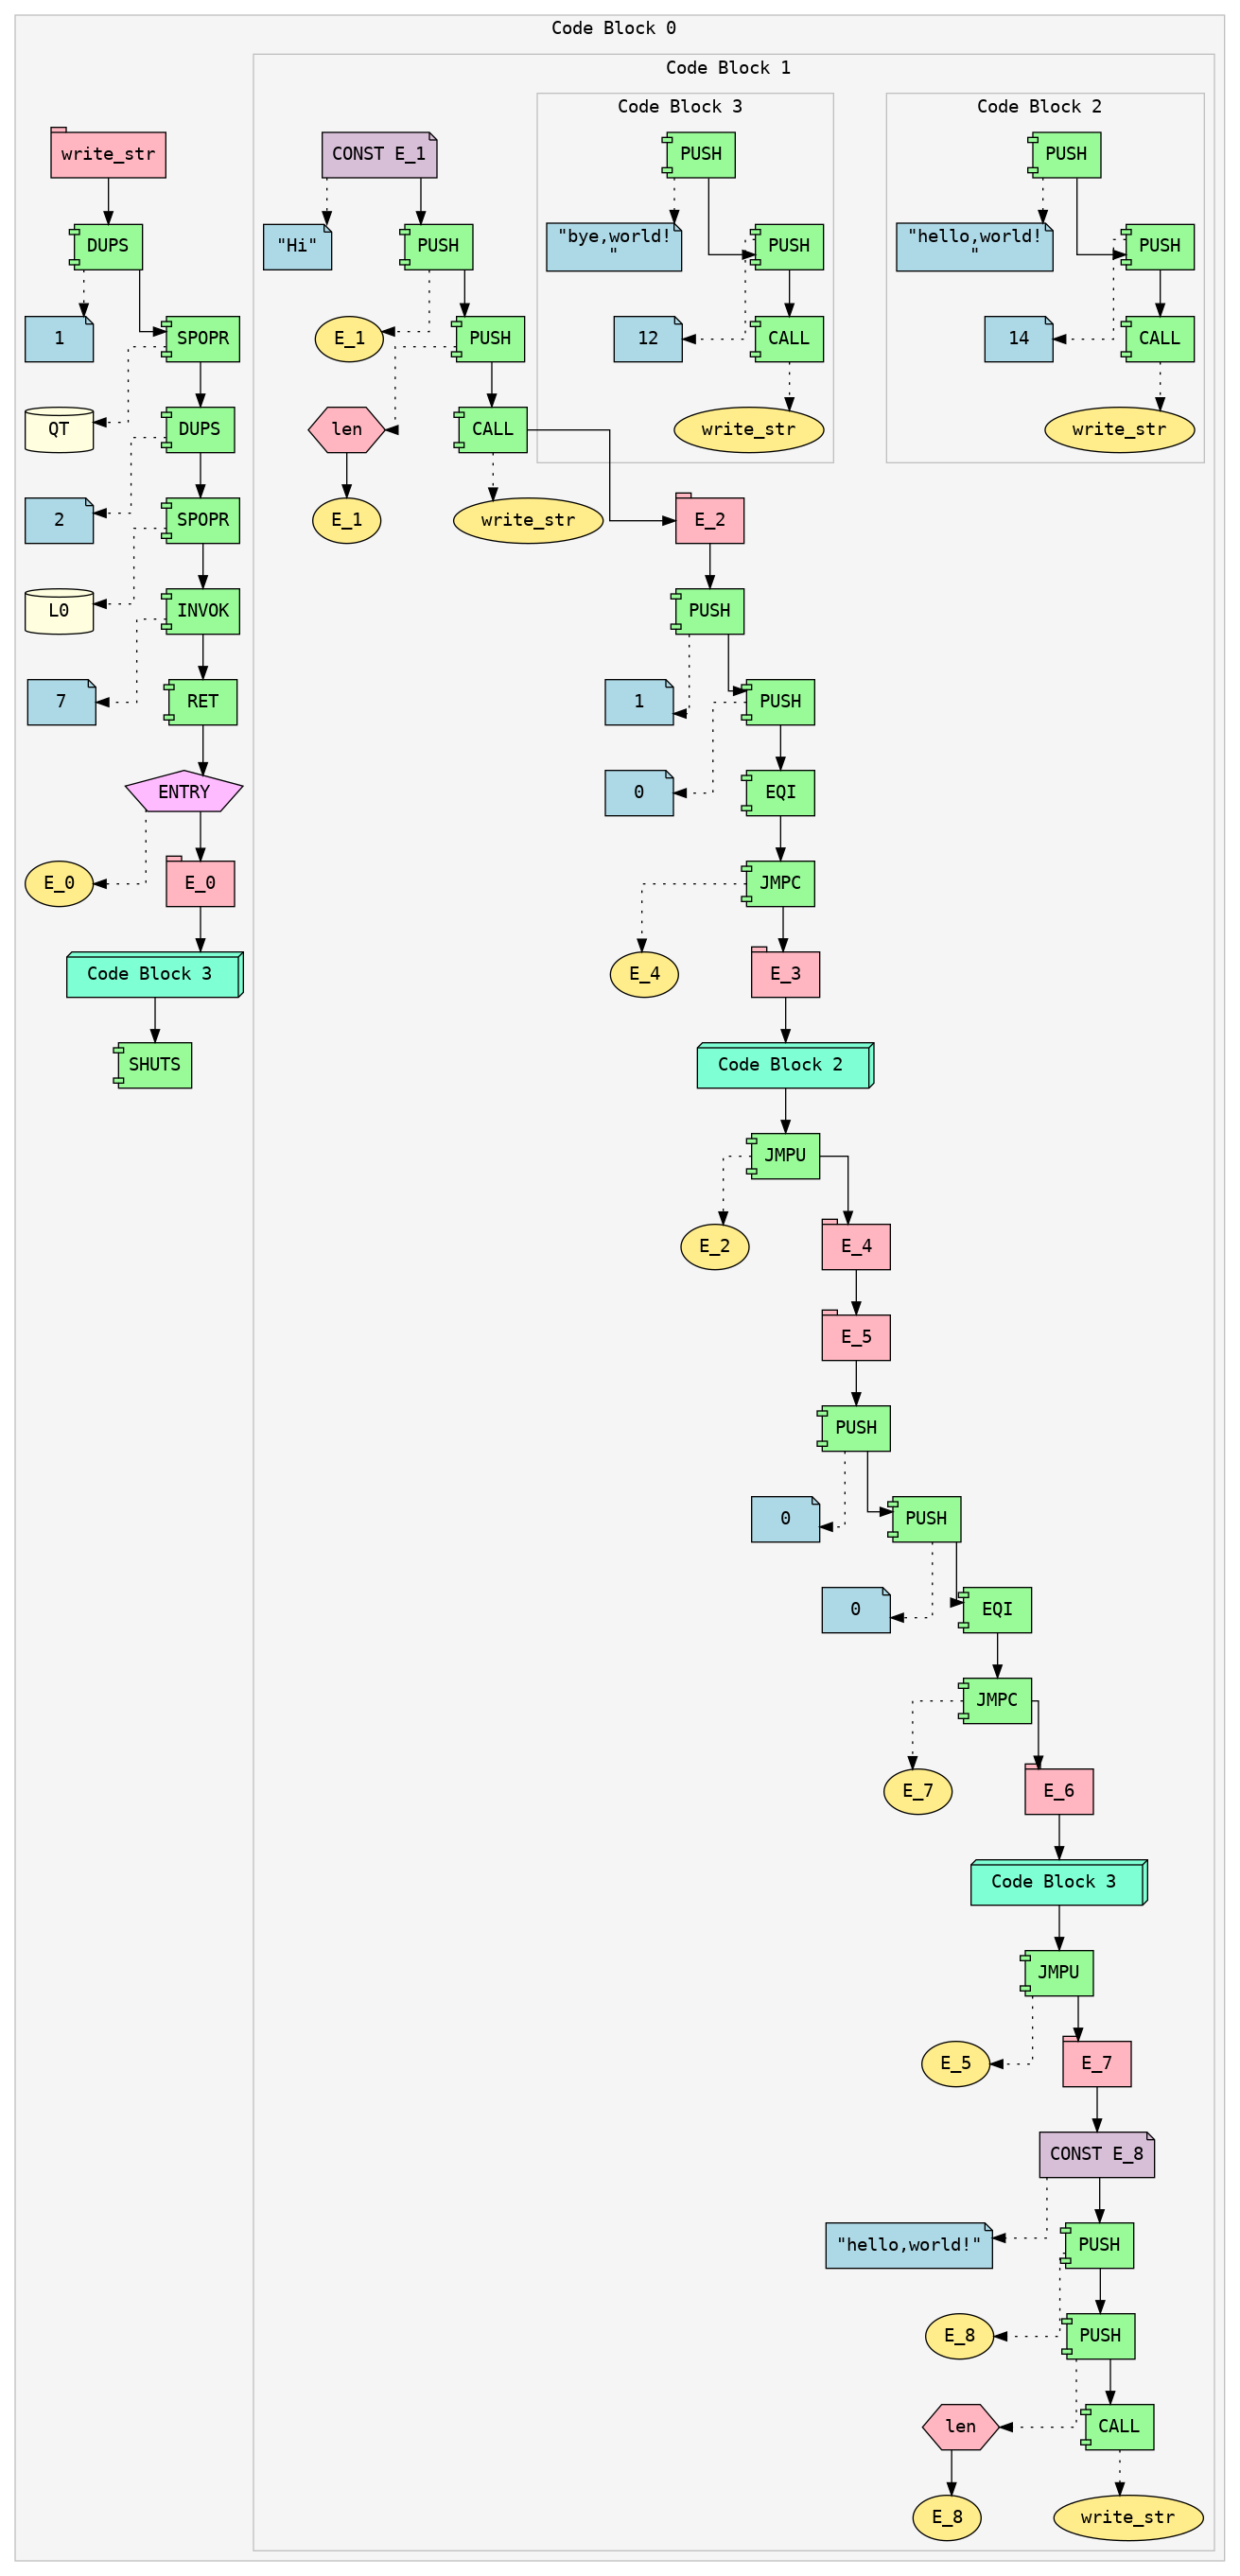 Code Block 0
write_str
DUPS
1
SPOPR
QT
DUPS
2
SPOPR
L0
INVOK
7
RET
ENTRY
E_0
E_0
Code Block 3
SHUTS
Code Block 1
CONST E_1
"Hi"
PUSH
E_1
PUSH
len
CALL
E_1
write_str
Code Block 3
PUSH
"bye,world!
"
PUSH
12
CALL
write_str
Code Block 2
PUSH
"hello,world!
"
PUSH
14
CALL
write_str
E_2
PUSH
1
PUSH
0
EQI
JMPC
E_4
E_3
Code Block 2
JMPU
E_2
E_4
E_5
PUSH
0
PUSH
0
EQI
JMPC
E_7
E_6
Code Block 3
JMPU
E_5
E_7
CONST E_8
"hello,world!"
PUSH
E_8
PUSH
len
CALL
E_8
write_str